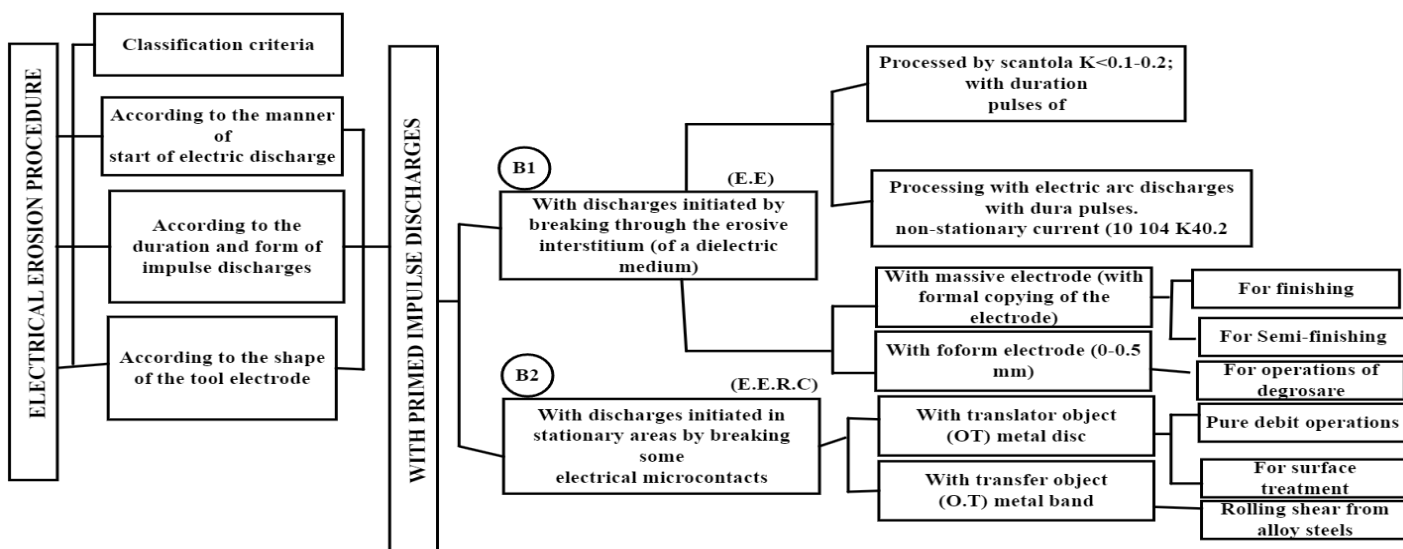 ELECTRICAL EROSION PROCEDURE
Classification criteria
According to the manner
of
start of electric discharge
According to the
duration and form of
impulse discharges
According to the shape
of the tool electrode
WITH PRIMED IMPULSE DISCHARGES
B1
(E.E)
With discharges initiated by
breaking through the erosive
interstitium (of a dielectric
medium)
B2
(E.E.R.C)
With discharges initiated in
stationary areas by breaking
some
electrical microcontacts
Processed by scantola K<0.1-0.2;
with duration
pulses of
Processing with electric arc discharges
with dura pulses.
non-stationary current (10 104 K40.2
With massive electrode (with
formal copying of the
electrode)
With foform electrode (0-0.5
mm)
With translator object
(OT) metal disc
With transfer object
(O.T) metal band
For finishing
For Semi-finishing
For operations of
degrosare
Pure debit operations
For surface
treatment
Rolling shear from
alloy steels